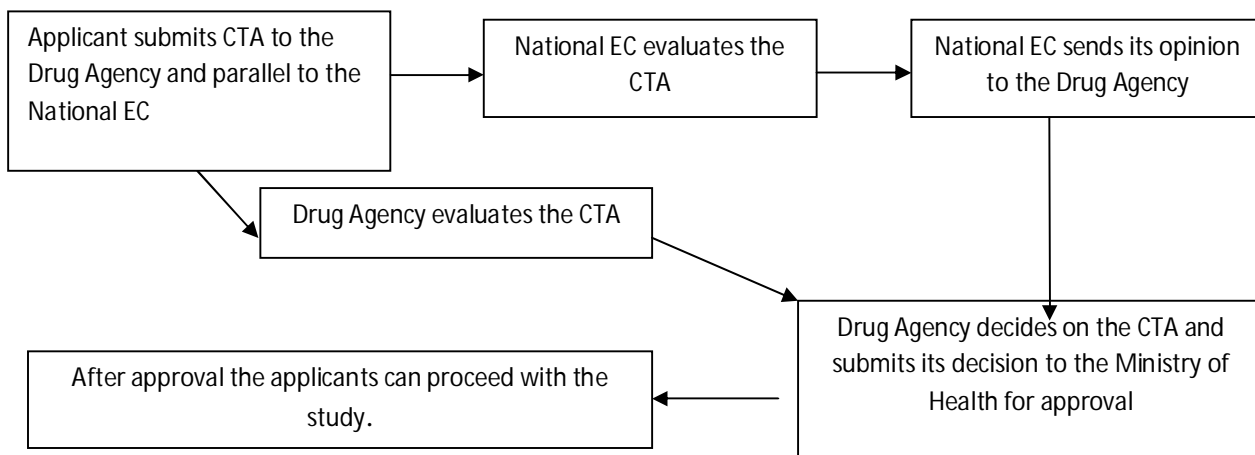 Applicant submits CTA to the
Drug Agency and parallel to the
National EC
National EC evaluates the
CTA
National EC sends its opinion
to the Drug Agency
Drug Agency evaluates the CTA
Drug Agency decides on the CTA and
submits its decision to the Ministry of
Health for approval
After approval the applicants can proceed with the
study.